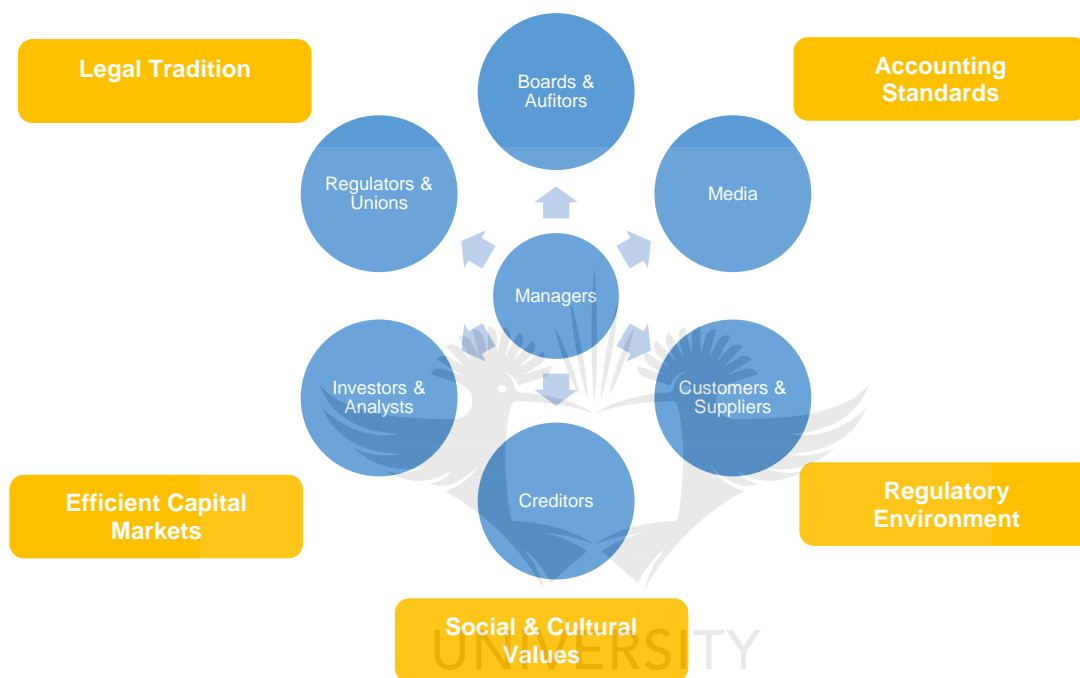 Legal Tradition
Boards &
Aufitors
Accounting
Standards
Regulators &
Unions
Media
Managers
Investors &
Analysts
Customers &
Suppliers
Creditors
Efficient Capital
Markets
Regulatory
Environment
Social & Cultural
Values
UNIVERSITY